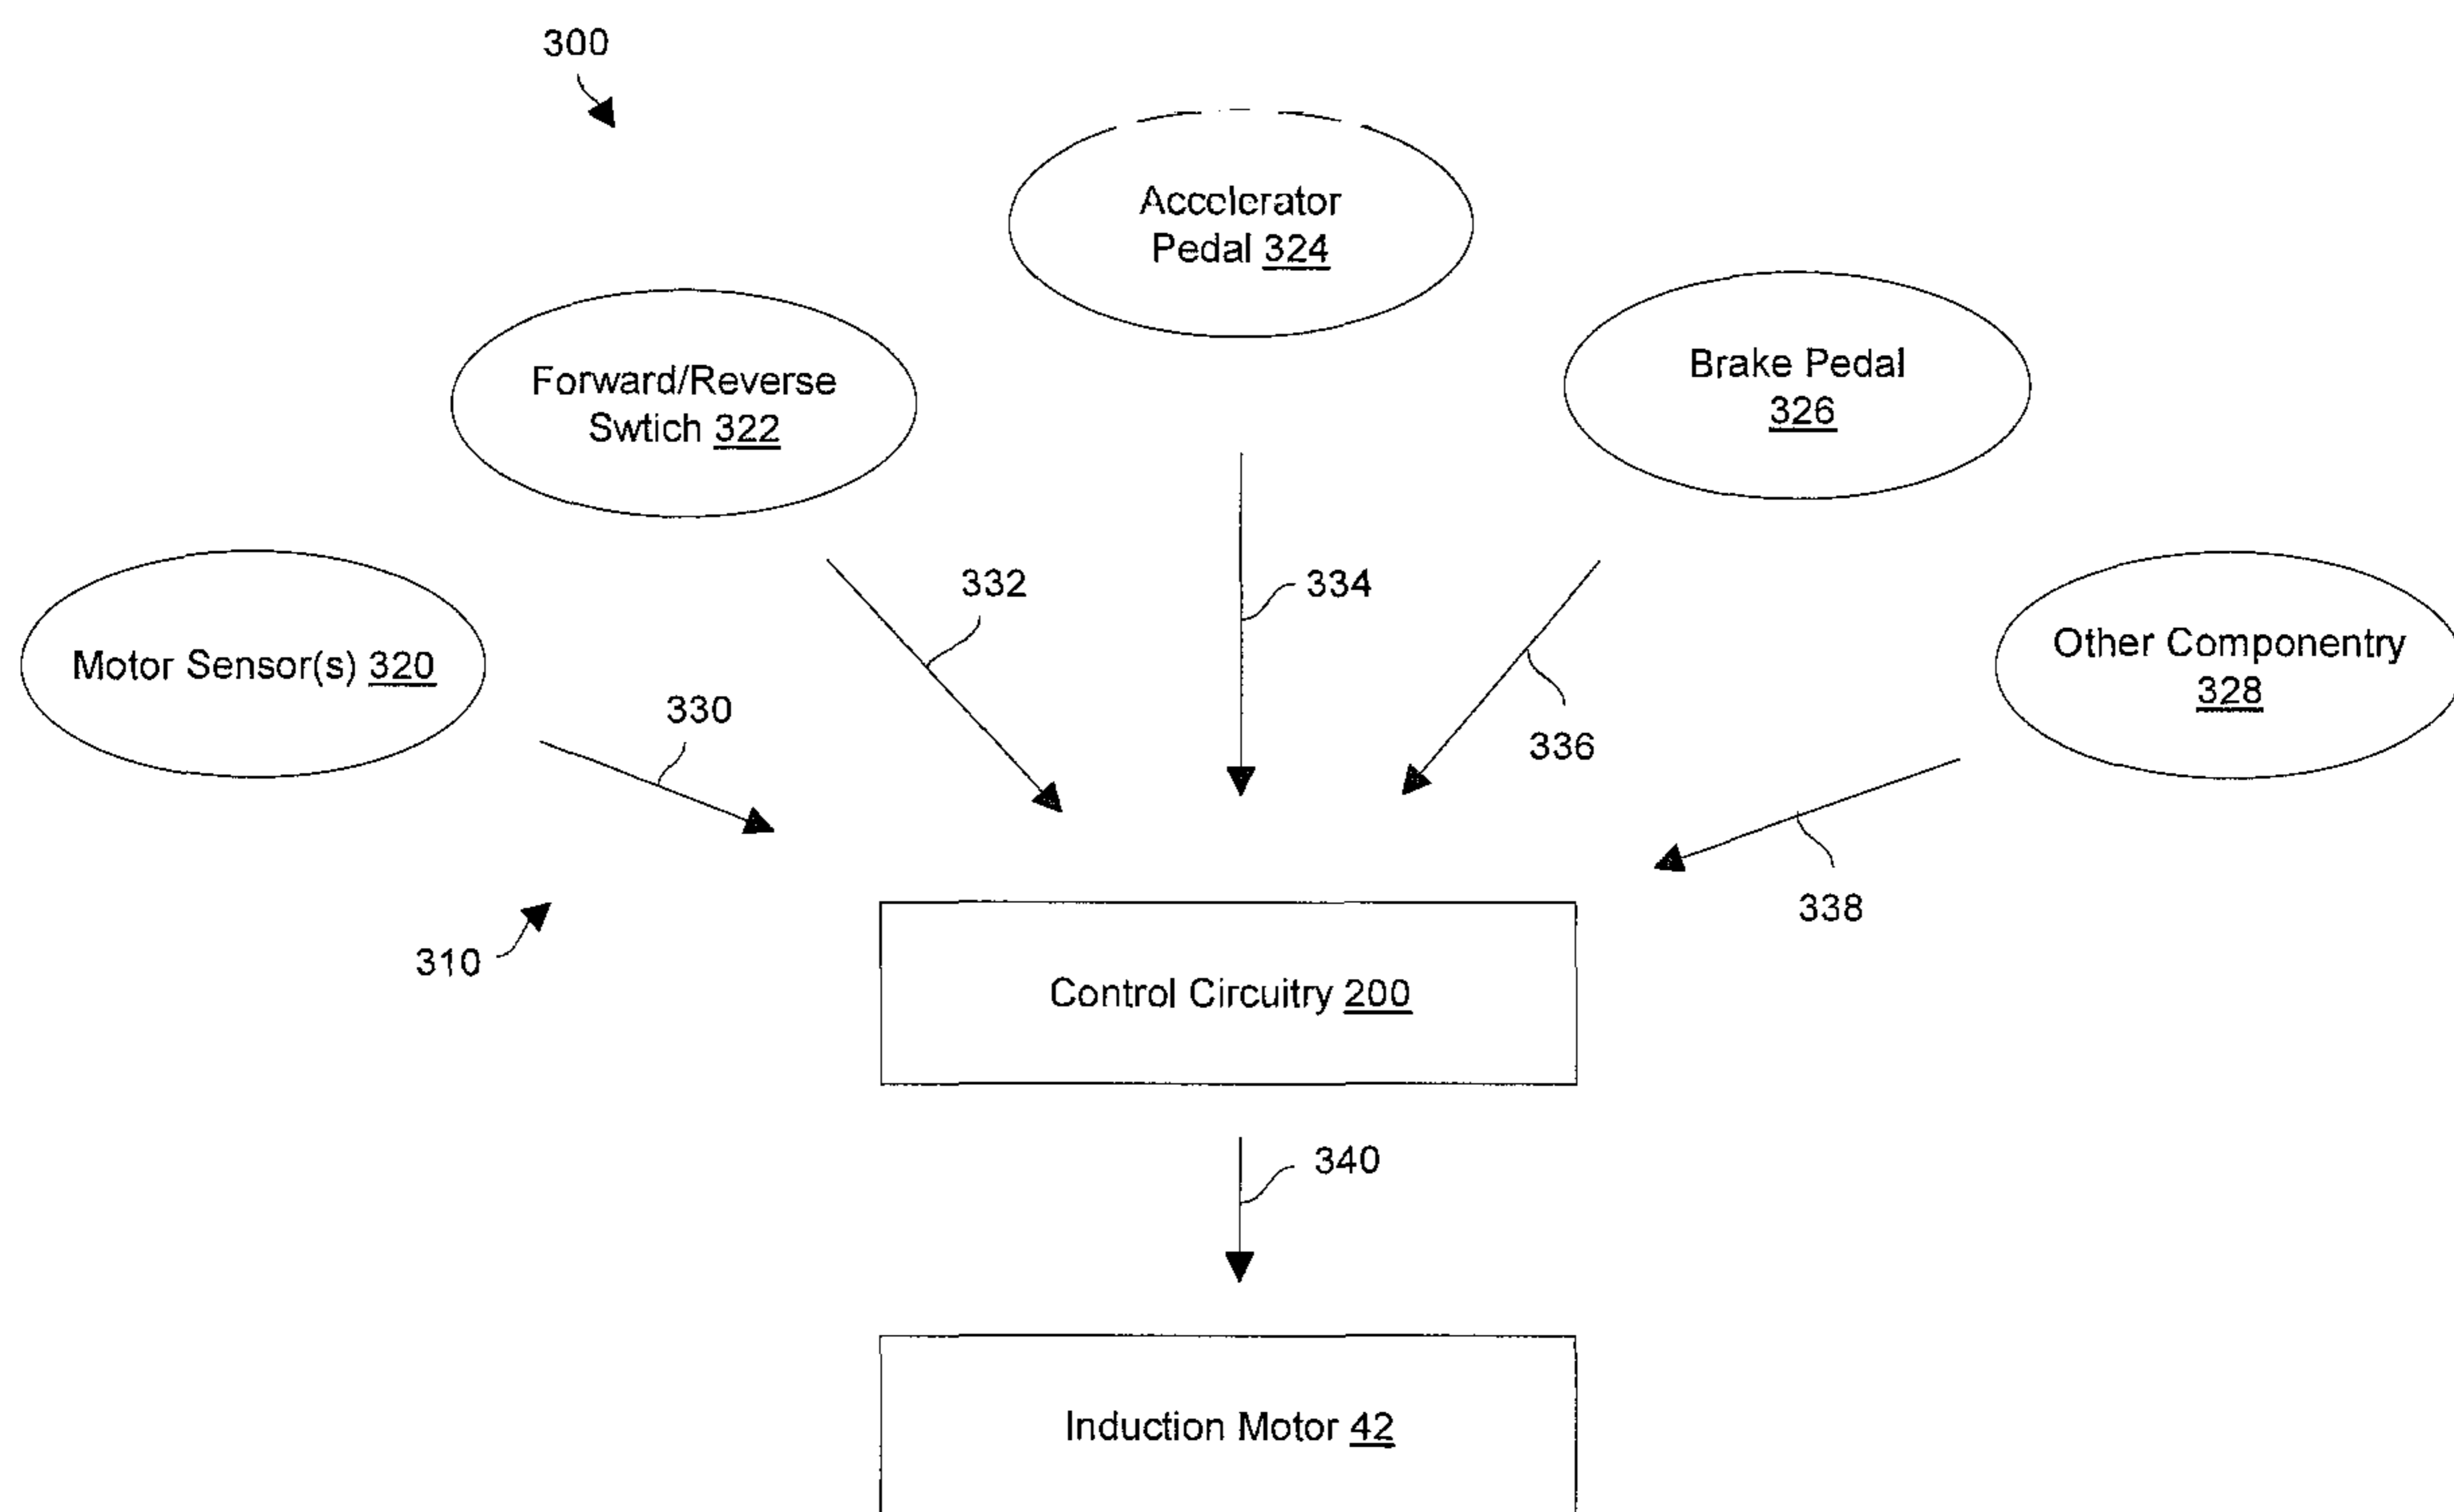 300
Accelerator
Pedal 324
Forward/Reverse
Swtich 322
Brake Pedal
326
Motor Sensor(s) 320
Other Componentry
328
332
334
330
336
338
310
Control Circuitry 200
340
Induction Motor 42